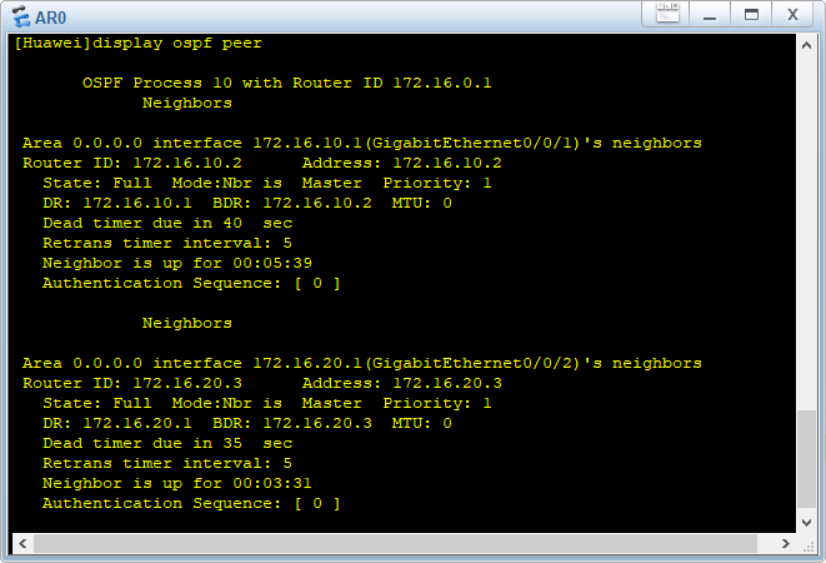 AR0
[Huawei]display ospf peer
OSPF Process 10 with Router ID 172.16.0.1
Neighbors
Area 0.0.0.0 interface 172.16.10.1(GigabitEthernet0/0/1)'s neighbors
Router ID: 172.16.10.2      Address: 172.16.10.2
State: Full  Mode:Nbr is  Master  Priority: 1
DR: 172.16.10.1  BDR: 172.16.10.2  MTU: 0
Dead timer due in 40  sec
Retrans timer interval: 5
Neighbor is up for 00:05:39
Authentication Sequence: [ 0 ]
Neighbors
Area 0.0.0.0 interface 172.16.20.1(GigabitEthernet0/0/2)'s neighbors
Router ID: 172.16.20.3      Address: 172.16.20.3
State: Full  Mode:Nbr is  Master  Priority: 1
DR: 172.16.20.1  BDR: 172.16.20.3  MTU: 0
Dead timer due in 35  sec
Retrans timer interval: 5
Neighbor is up for 00:03:31
Authentication Sequence: [ 0 ]